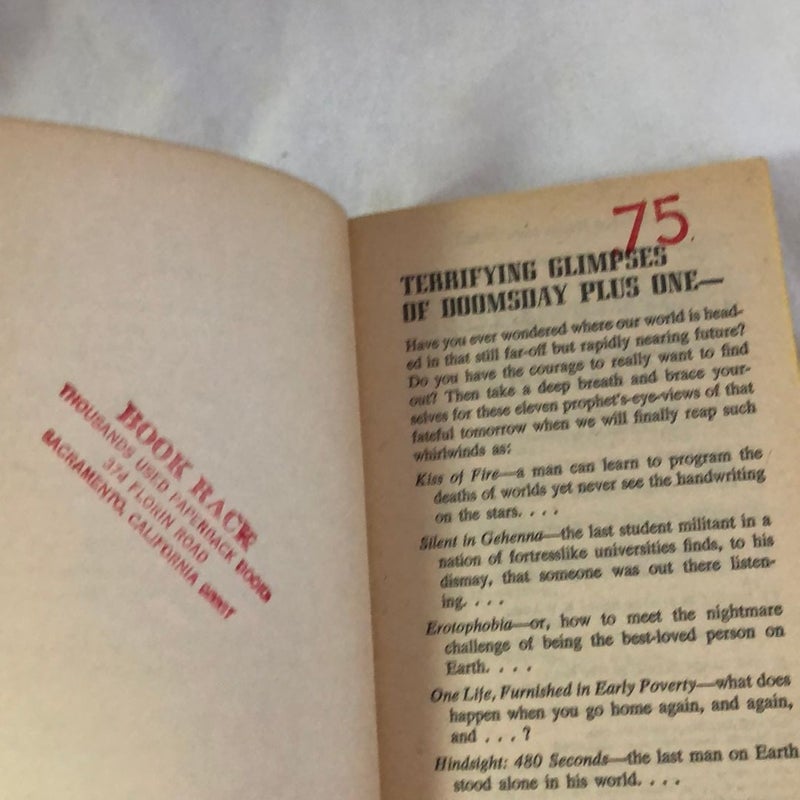 BOOK RACK
THOUSANDS USED PAPERBACK BOOKS
374 FLORIN ROAD
SACRAMENTO, CALIFORNIA
75
TERRIFYING GLIMPSES
OF DOOMSDAY PLUS ONE—
Have you ever wondered where our world is head-
ed in that still far-off but rapidly nearing future?
Do you have the courage to really want to find
out? Then take a deep breath and brace your-
selves for these eleven prophet's-eye-views of that
fateful tomorrow when we will finally reap such
whirlwinds as:
Kiss of Fire—a man can learn to program the
deaths of worlds yet never see the handwriting
on the stars. . . .
Silent in Gehenna—the last student militant in a
nation of fortresslike universities finds, to his
dismay, that someone was out there listen-
ing. . . .
Erotophobia—or, how to meet the nightmare
challenge of being the best-loved person on
Earth. . . .
One Life, Furnished in Early Poverty—what does
happen when you go home again, and again,
and . . . ?
Hindsight: 480 Seconds—the last man on Earth
stood alone in his world. . . .